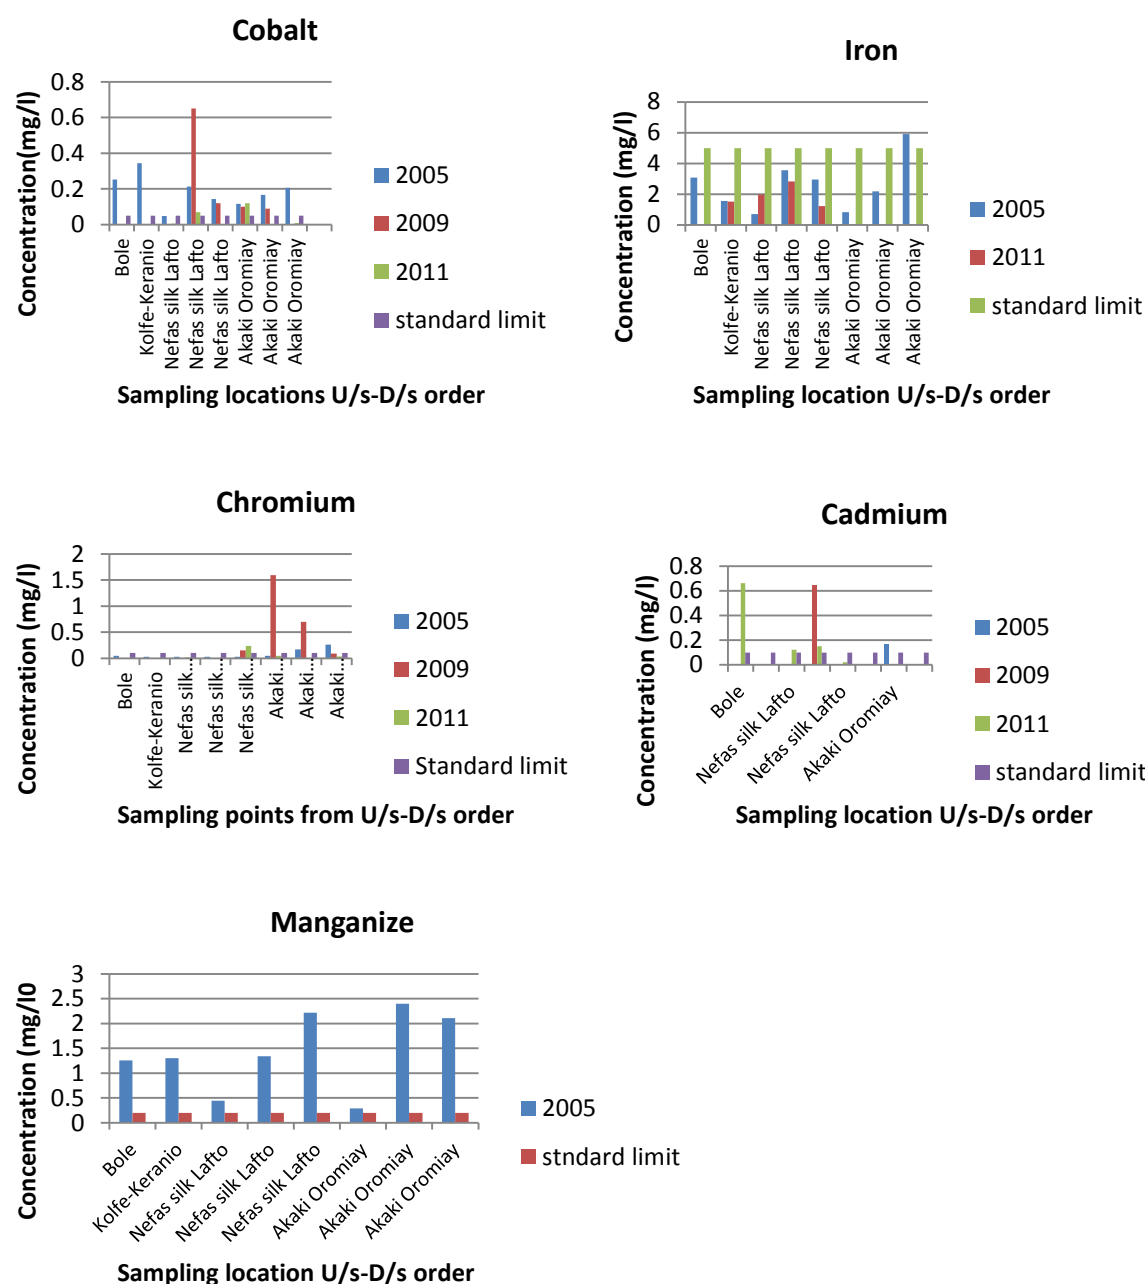 Cobalt
Concentration(mg/l)
0.8
0.6
0.4
0.2
0
Bole
Kolfe-Keranio
Nefas silk Lafto
Nefas silk Lafto
Nefas silk Lafto
Akaki Oromiay
Akaki Oromiay
Akaki Oromiay
2005
2009
2011
standard limit
Sampling locations U/s-D/s order
Iron
Concentration (mg/l)
8
6
4
2
0
Bole
Kolfe-Keranio
Nefas silk Lafto
Nefas silk Lafto
Nefas silk Lafto
Akaki Oromiay
Akaki Oromiay
Akaki Oromiay
2005
2011
standard limit
Sampling location U/s-D/s order
Chromium
Concentration (mg/l)
2
1.5
1
0.5
0
Bole
Kolfe-Keranio
Nefas silk…
Nefas silk…
Nefas silk…
Akaki…
Akaki…
Akaki…
2005
2009
2011
Standard limit
Sampling points from U/s-D/s order
Cadmium
Concentration (mg/l)
0.8
0.6
0.4
0.2
0
Bole
Nefas silk Lafto
Nefas silk Lafto
Akaki Oromiay
2005
2009
2011
standard limit
Sampling location U/s-D/s order
Manganize
Concentration (mg/l0
3
2.5
2
1.5
1
0.5
0
Bole
Kolfe-Keranio
Nefas silk Lafto
Nefas silk Lafto
Nefas silk Lafto
Akaki Oromiay
Akaki Oromiay
Akaki Oromiay
2005
stndard limit
Sampling location U/s-D/s order